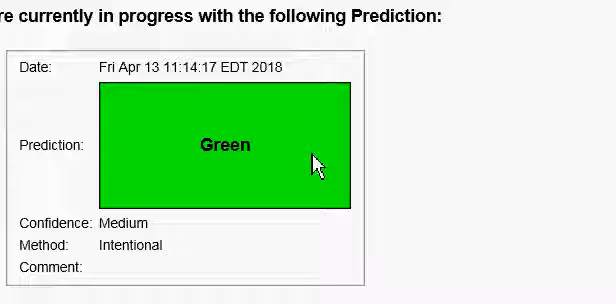 re currently in progress with the following Prediction:
Date: Fri Apr 13 11:14:17 EDT 2018
Prediction: Green
Confidence: Medium
Method: Intentional
Comment: